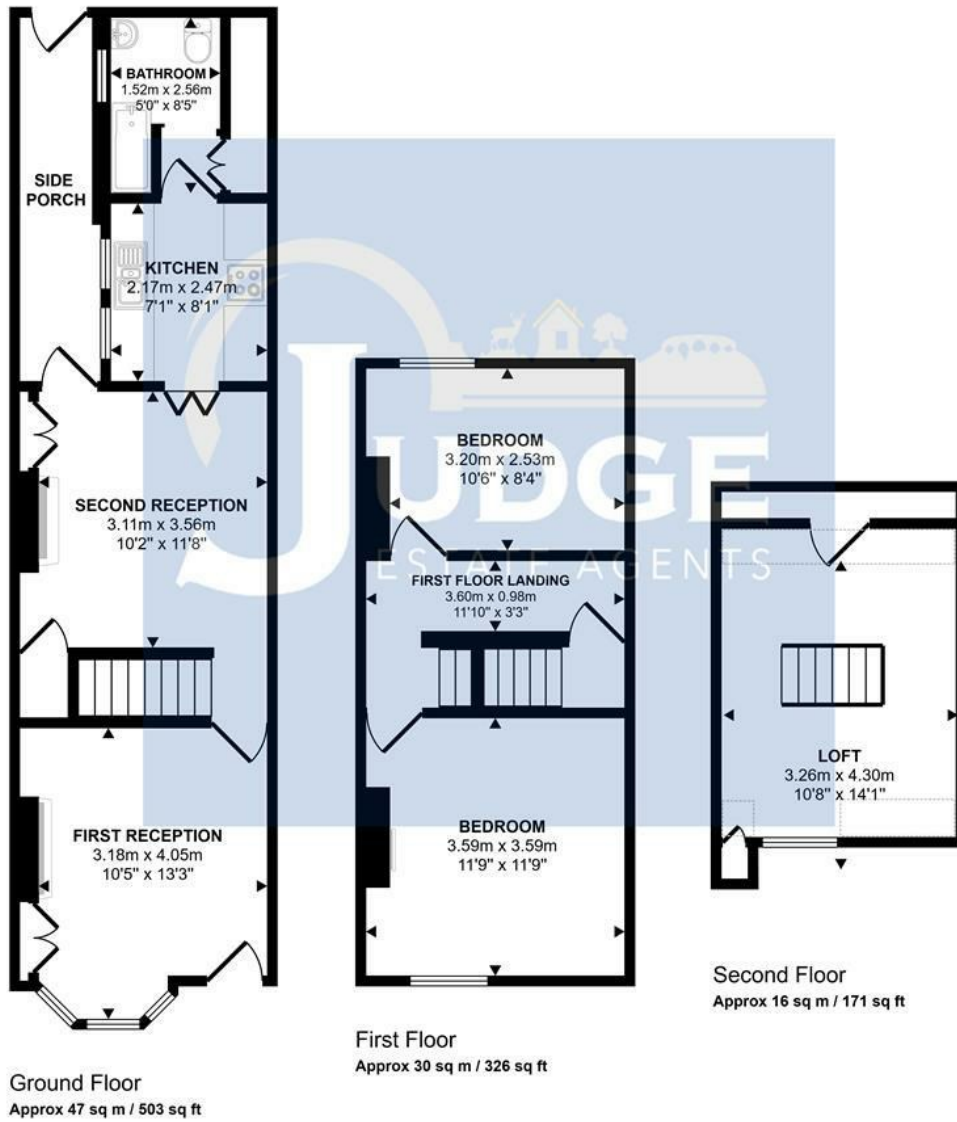 BATHROOM
1.52m x 2.56m
5'0" x 8'5"
SIDE
PORCH
KITCHEN
2.17m x 2.47m
7'1" x 8'1"
SECOND RECEPTION
3.11m x 3.56m
10'2" x 11'8"
FIRST RECEPTION
3.18m x 4.05m
10'5" x 13'3"
Ground Floor
Approx 47 sq m / 503 sq ft
BEDROOM
3.20m x 2.53m
10'6" x 8'4"
FIRST FLOOR LANDING
3.60m x 0.98m
11'10" x 3'3"
BEDROOM
3.59m x 3.59m
11'9" x 11'9"
First Floor
Approx 30 sq m / 326 sq ft
LOFT
3.26m x 4.30m
10'8" x 14'1"
Second Floor
Approx 16 sq m / 171 sq ft
JUDGE
ESTATE AGENTS